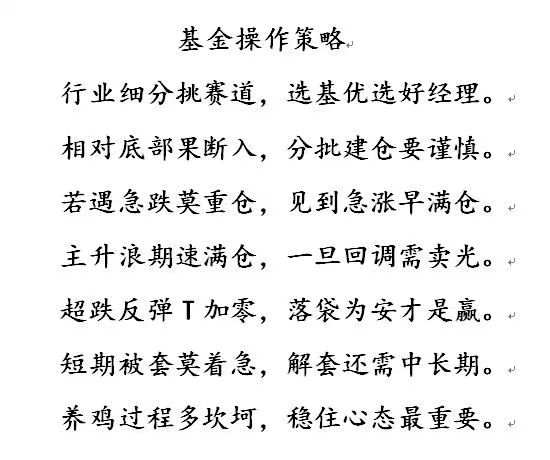 基金操作策略
行业细分挑赛道，选基优选好经理。
相对底部果断入，分批建仓要谨慎。
若遇急跌莫重仓，见到急涨早满仓。
主升浪期速满仓，一旦回调需卖光。
超跌反弹 T 加零，落袋为安才是赢。
短期被套莫着急，解套还需中长期。
养鸡过程多坎坷，稳住心态最重要。